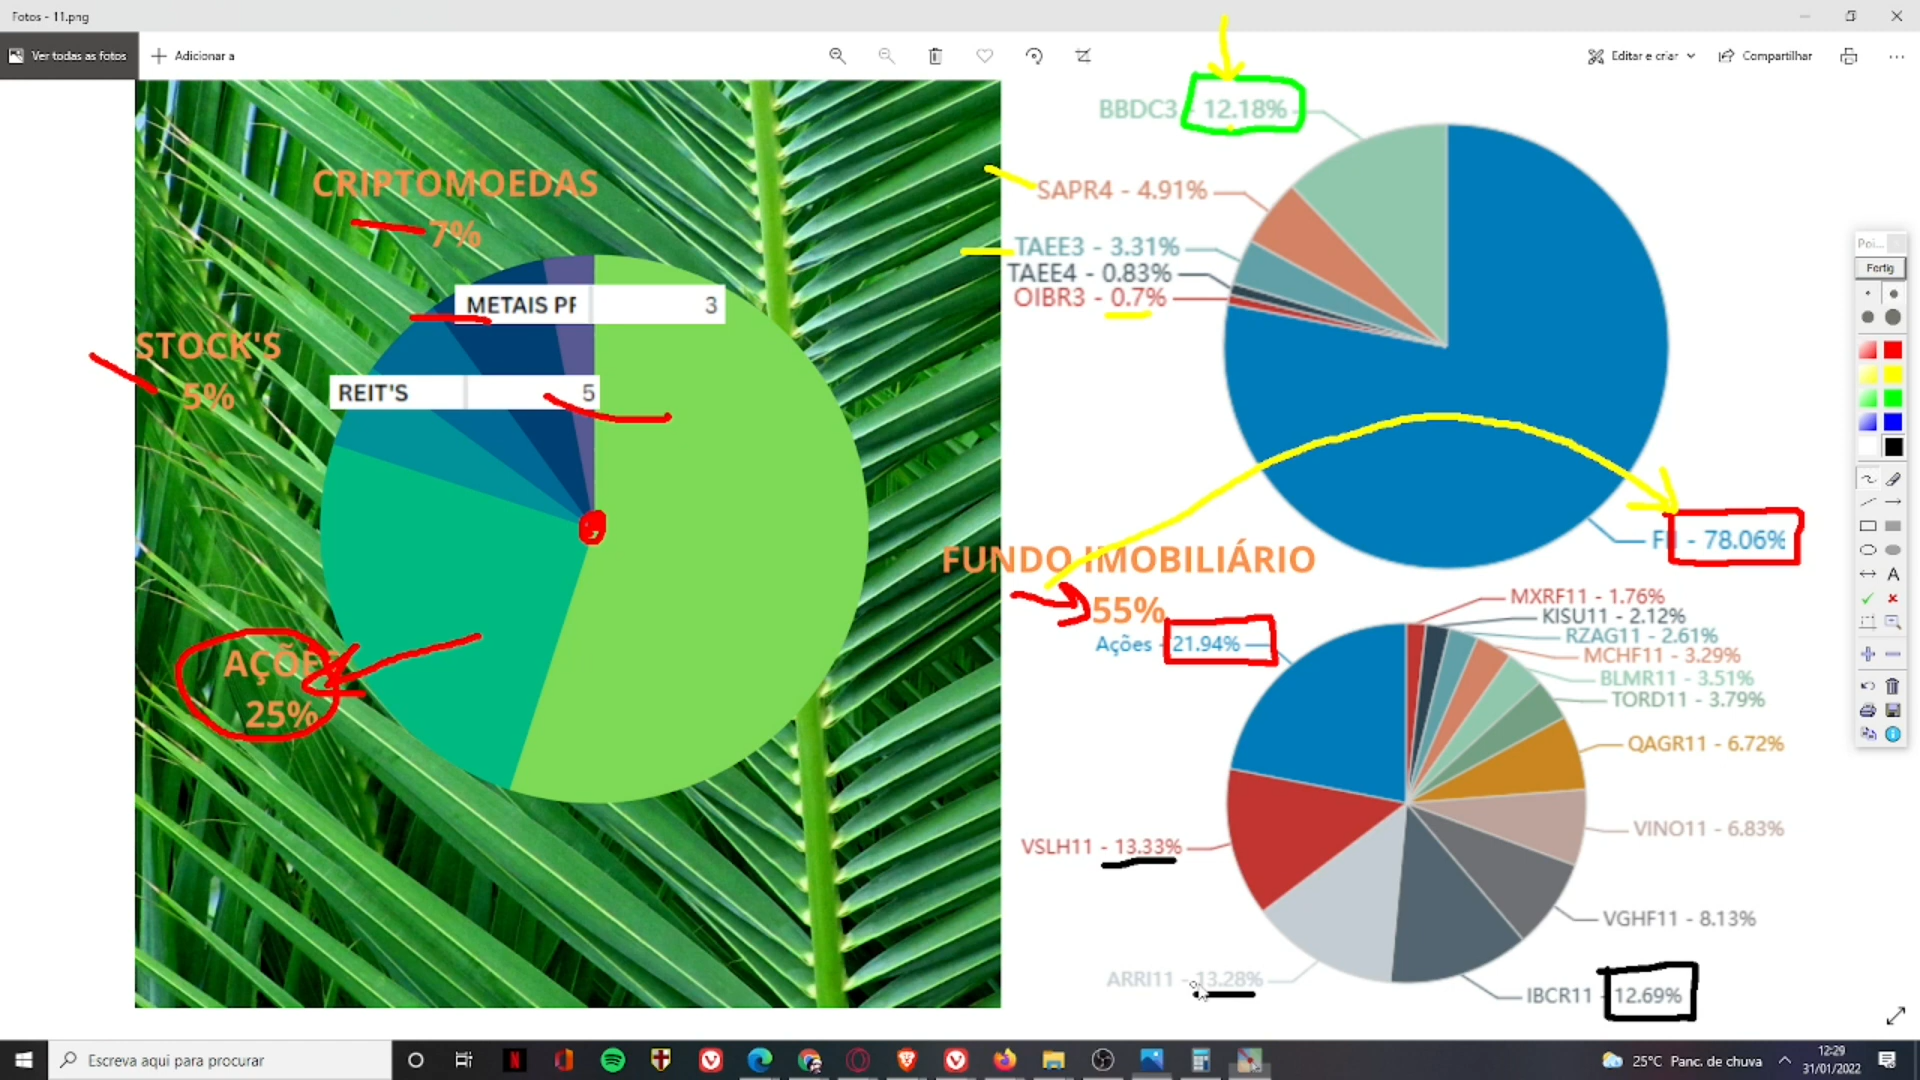 Fotos - 11.png
Ver todas as fotos
Adicionar a
Editar e criar
Compartilhar
CRIPTOMOEDAS
7%
METAIS PF 3
STOCK'S
5%
REIT'S 5
AÇÕES
25%
FUNDO IMOBILIÁRIO
55%
BBDC3 - 12.18%
SAPR4 - 4.91%
TAEE3 - 3.31%
TAEE4 - 0.83%
OIBR3 - 0.7%
FII - 78.06%
Ações - 21.94%
MXRF11 - 1.76%
KISU11 - 2.12%
RZAG11 - 2.61%
MCHF11 - 3.29%
BLMR11 - 3.51%
TORD11 - 3.79%
QAGR11 - 6.72%
VINO11 - 6.83%
VGHF11 - 8.13%
IBCR11 - 12.69%
ARRI11 - 13.28%
VSLH11 - 13.33%
Poi...
Fertig
A
Escreva aqui para procurar
25°C Panc. de chuva
12:29
31/01/2022